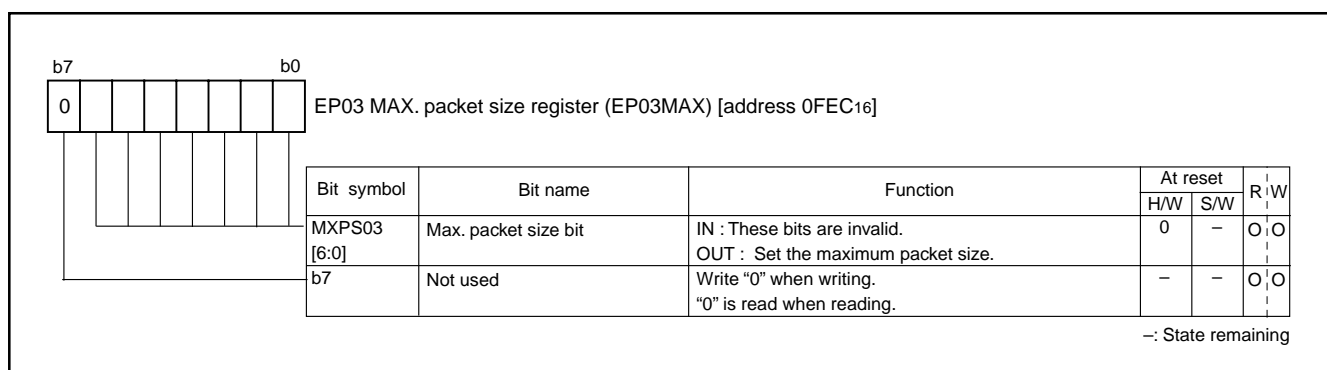 b7 b0
0
EP03 MAX. packet size register (EP03MAX) [address 0FEC16]
Bit symbol Bit name Function At reset R W
H/W S/W
MXPS03 Max. packet size bit IN : These bits are invalid. 0 – O O
[6:0] OUT : Set the maximum packet size.
b7 Not used Write “0” when writing. – – O O
“0” is read when reading.
–: State remaining